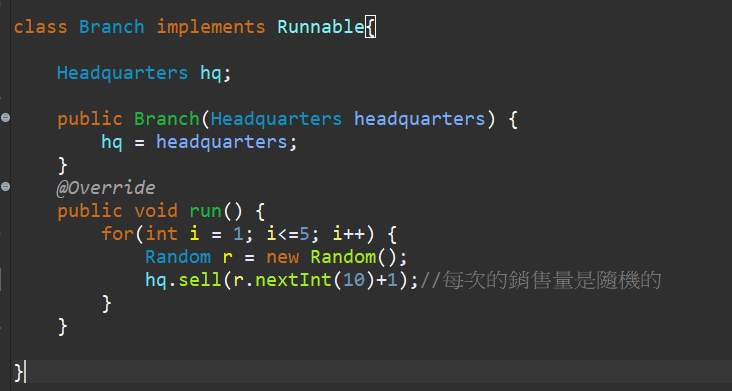 class Branch implements Runnable{
Headquarters hq;
public Branch(Headquarters headquarters) {
hq = headquarters;
}
@Override
public void run() {
for(int i = 1; i<=5; i++) {
Random r = new Random();
hq.sell(r.nextInt(10)+1);//每次的銷售量是隨機的
}
}
}